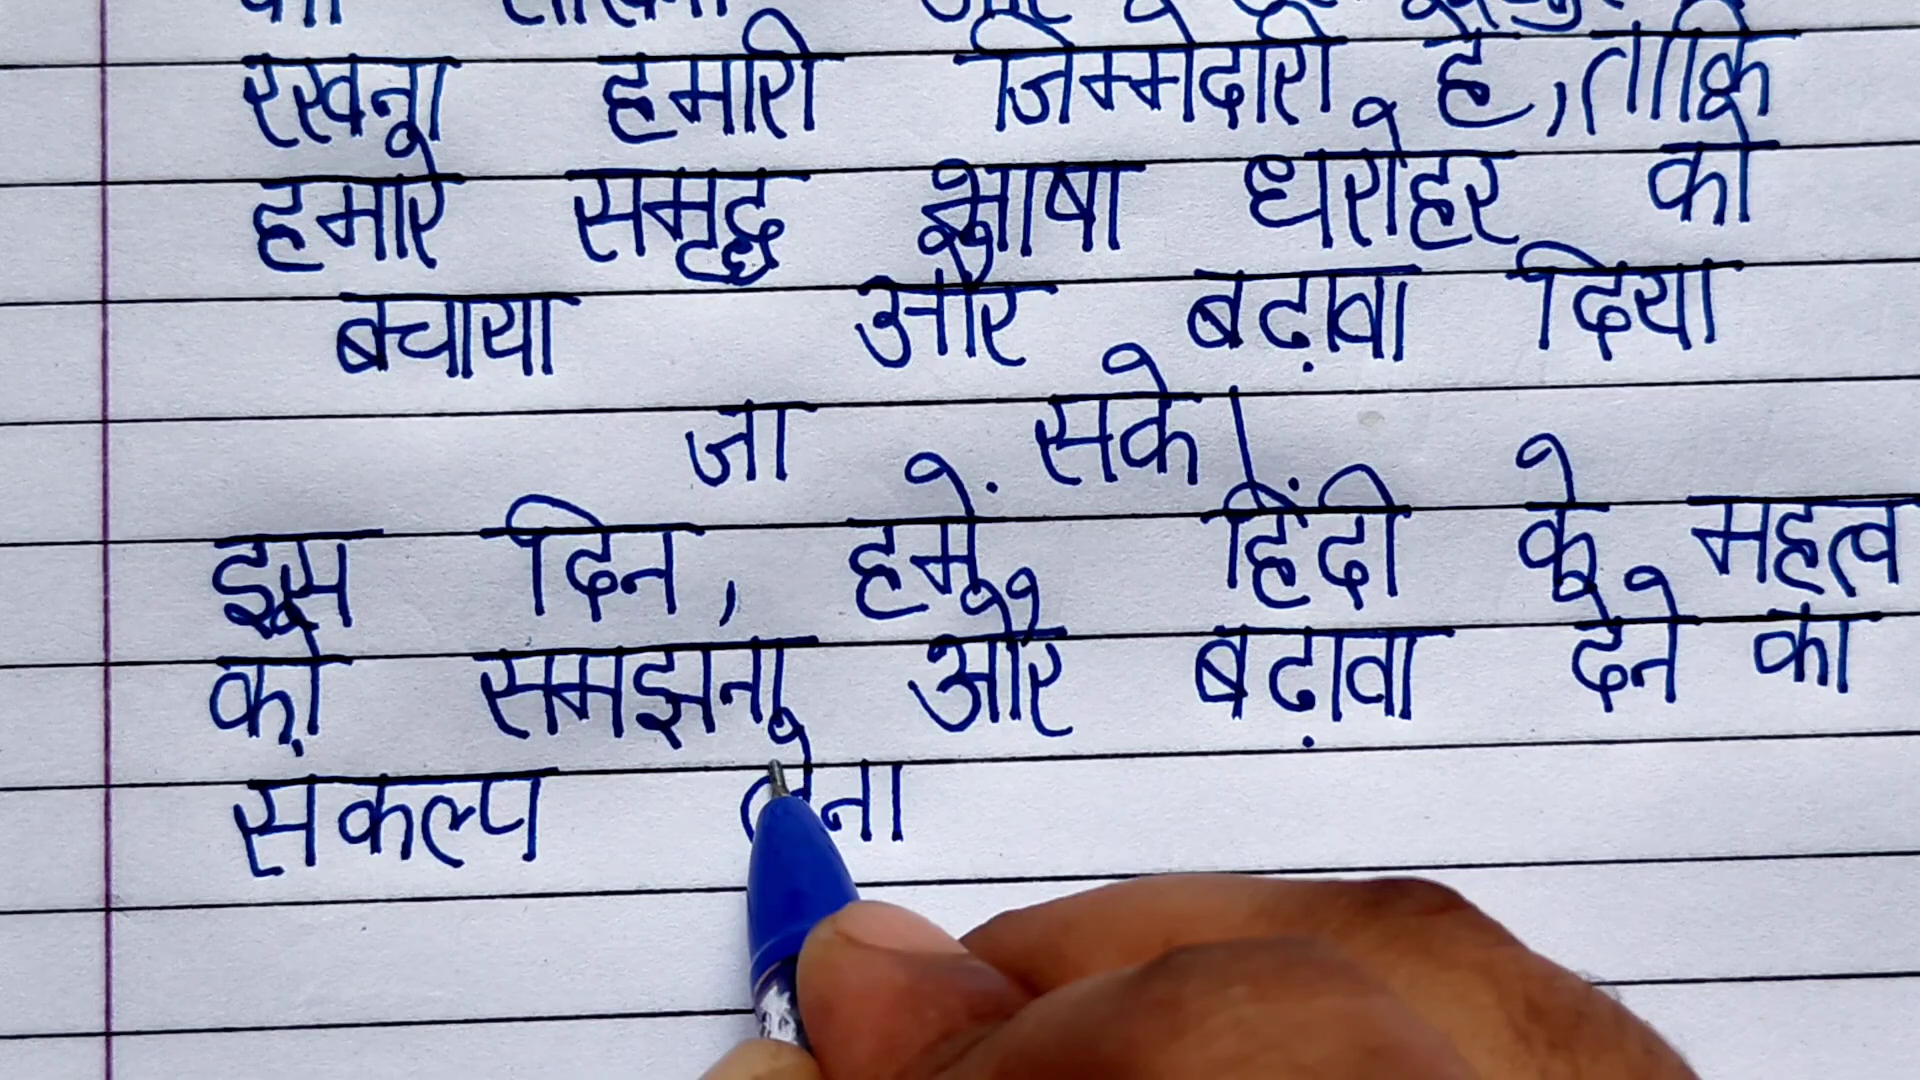 रखना हमारी जिम्मेदारी है, ताकि
हमारे समृद्ध भाषा धरोहर को
बचाया और बढ़ावा दिया
जा सके।
इस दिन, हमें हिंदी के महत्व
को समझना और बढ़ावा देने का
संकल्प लेना